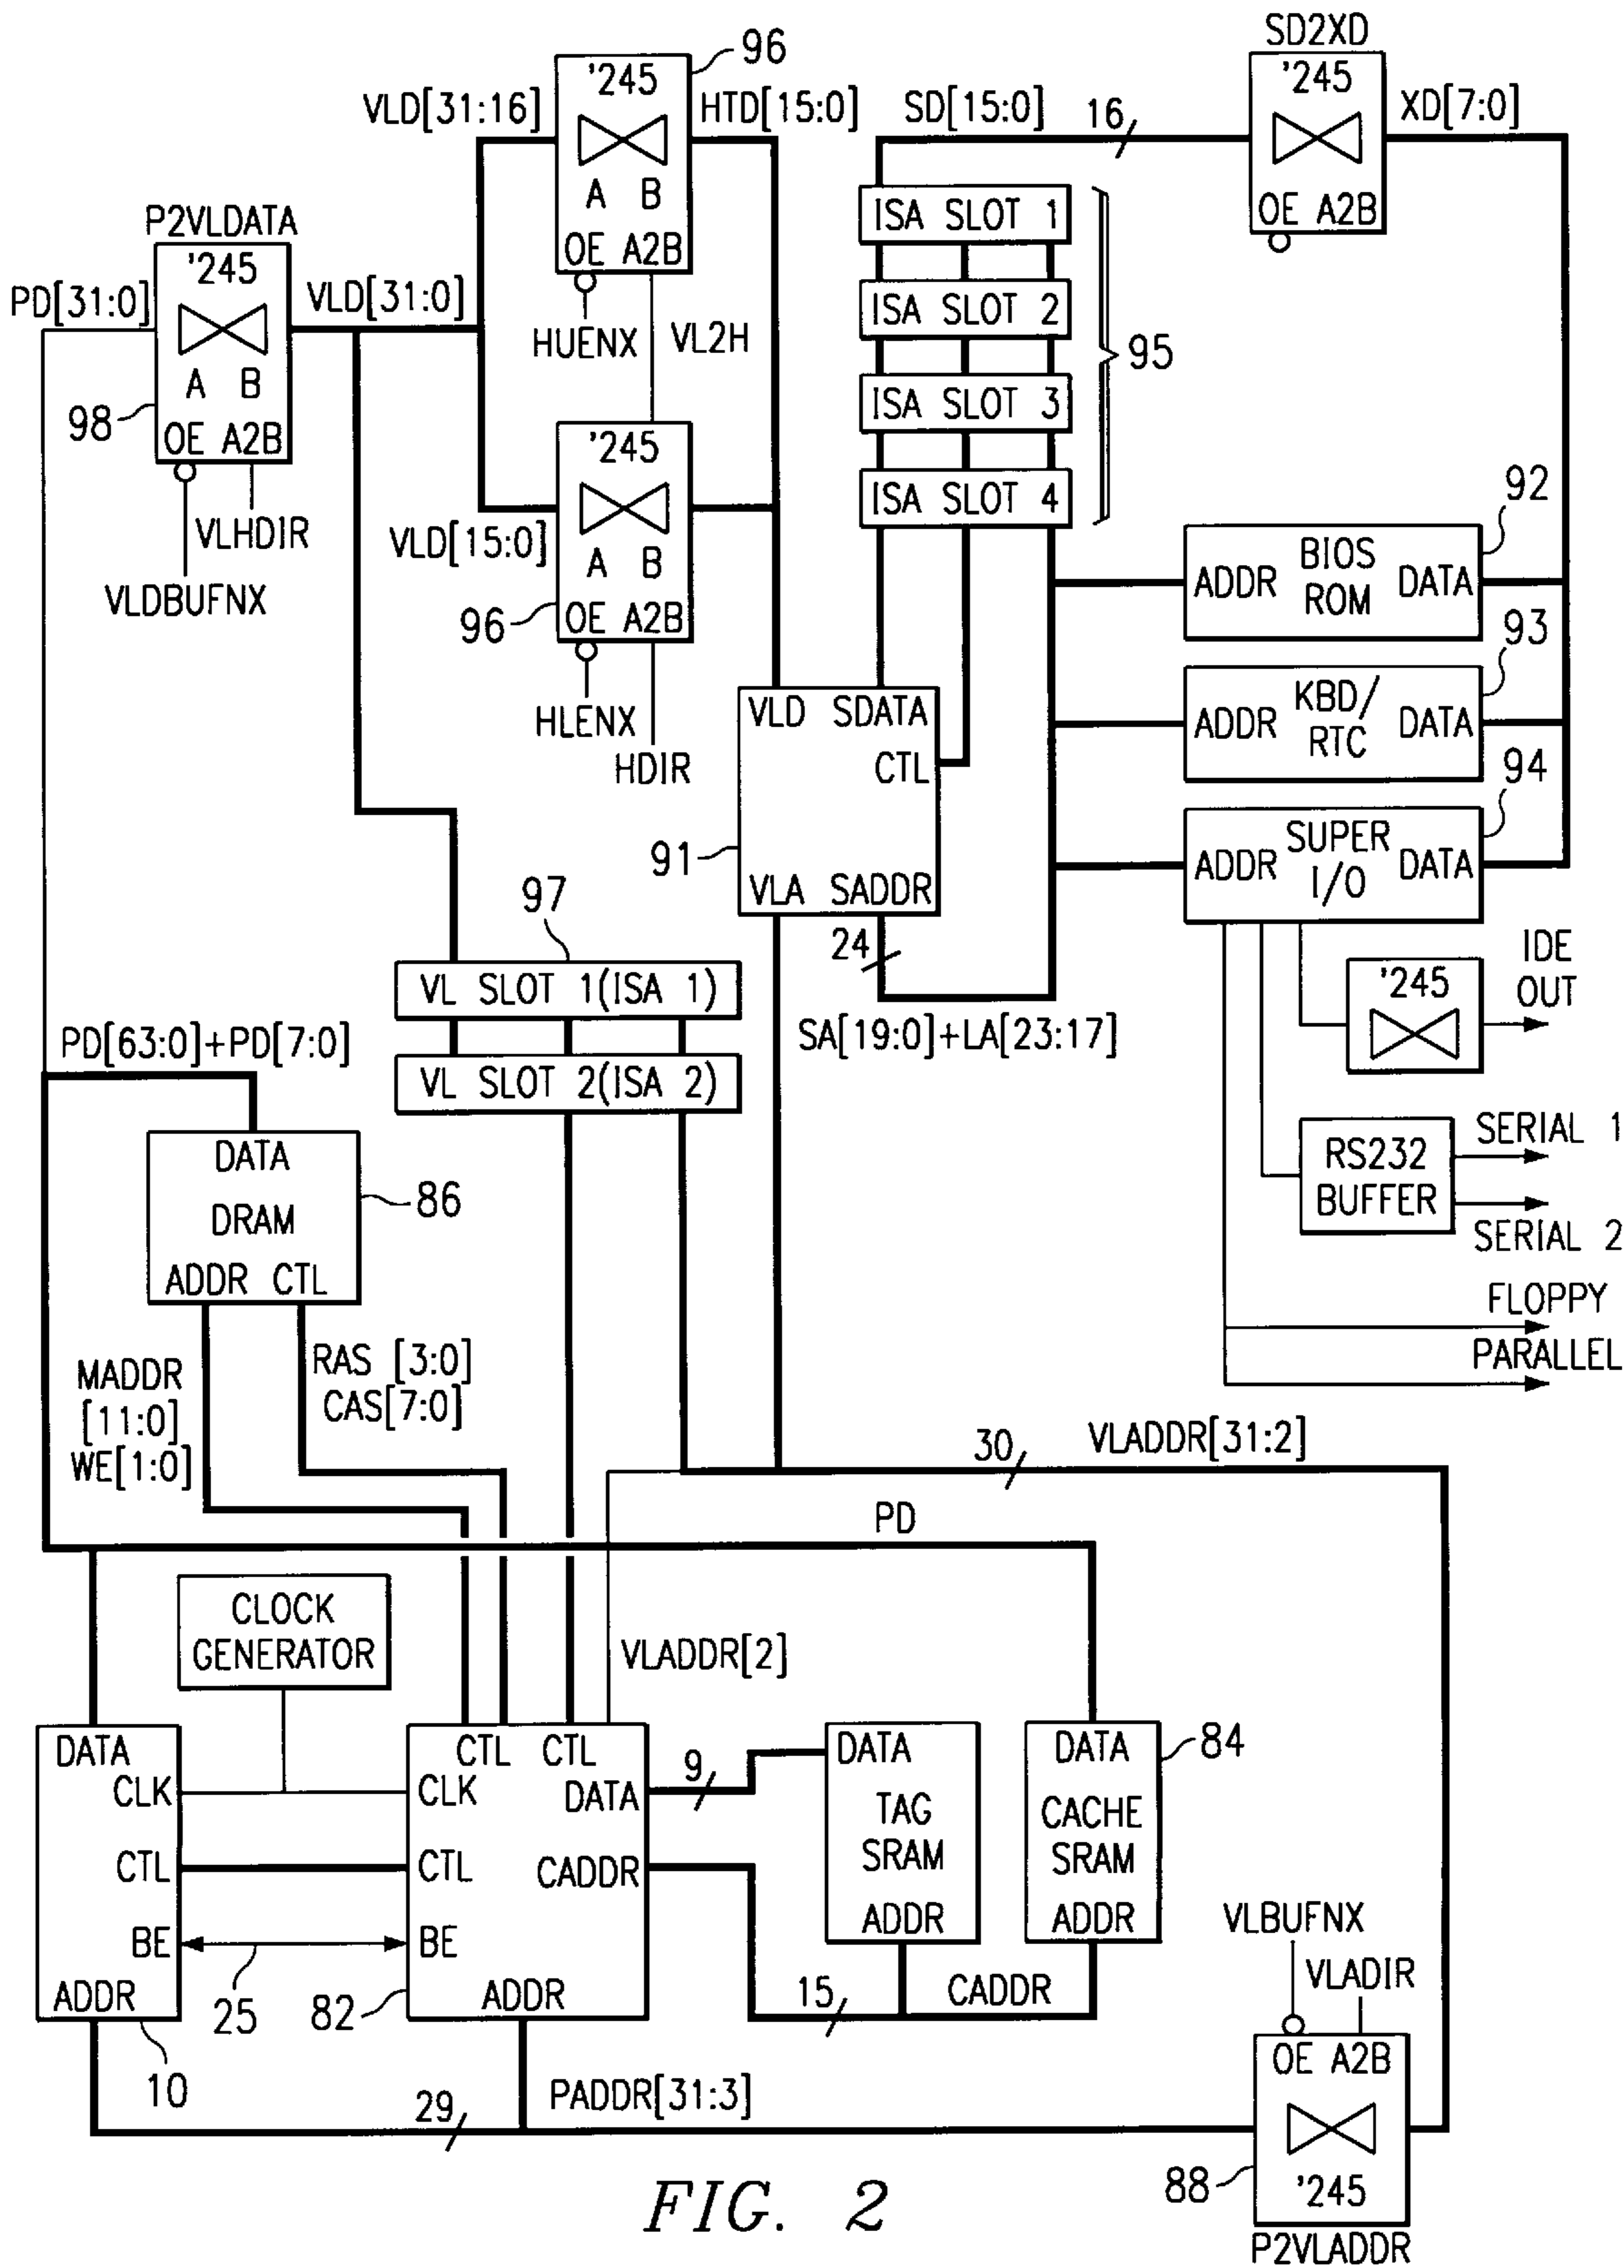 SD2XD
96
'245
VLD[31:16]
HTD[15:0]
A B
OE A2B
SD[15:0]
16
'245
XD[7:0]
OE A2B
ISA SLOT 1
ISA SLOT 2
ISA SLOT 3
ISA SLOT 4
95
P2VLDATA
'245
PD[31:0]
VLD[31:0]
A B
98
OE A2B
VLHDIR
VLDBUFNX
HUENX
VL2H
'245
VLD[15:0]
A B
96
OE A2B
HLENX
HDIR
92
ADDR BIOS ROM DATA
93
ADDR KBD/ RTC DATA
94
ADDR SUPER I/O DATA
VLD SDATA
CTL
91
VLA SADDR
24
SA[19:0]+LA[23:17]
97
VL SLOT 1(ISA 1)
VL SLOT 2(ISA 2)
IDE
OUT
'245
RS232
BUFFER
SERIAL 1
SERIAL 2
FLOPPY
PARALLEL
PD[63:0]+PD[7:0]
DATA
DRAM
86
ADDR CTL
MADDR
[11:0]
WE[1:0]
RAS [3:0]
CAS[7:0]
30
VLADDR[31:2]
PD
CLOCK
GENERATOR
VLADDR[2]
DATA
CLK
CTL
BE
ADDR
10
25
CTL CTL
CLK
DATA
CTL
CADDR
BE
82
ADDR
9
DATA
TAG
SRAM
ADDR
84
DATA
CACHE
SRAM
ADDR
15
CADDR
VLBUFNX
VLADIR
OE A2B
29
PADDR[31:3]
88
'245
P2VLADDR
FIG. 2